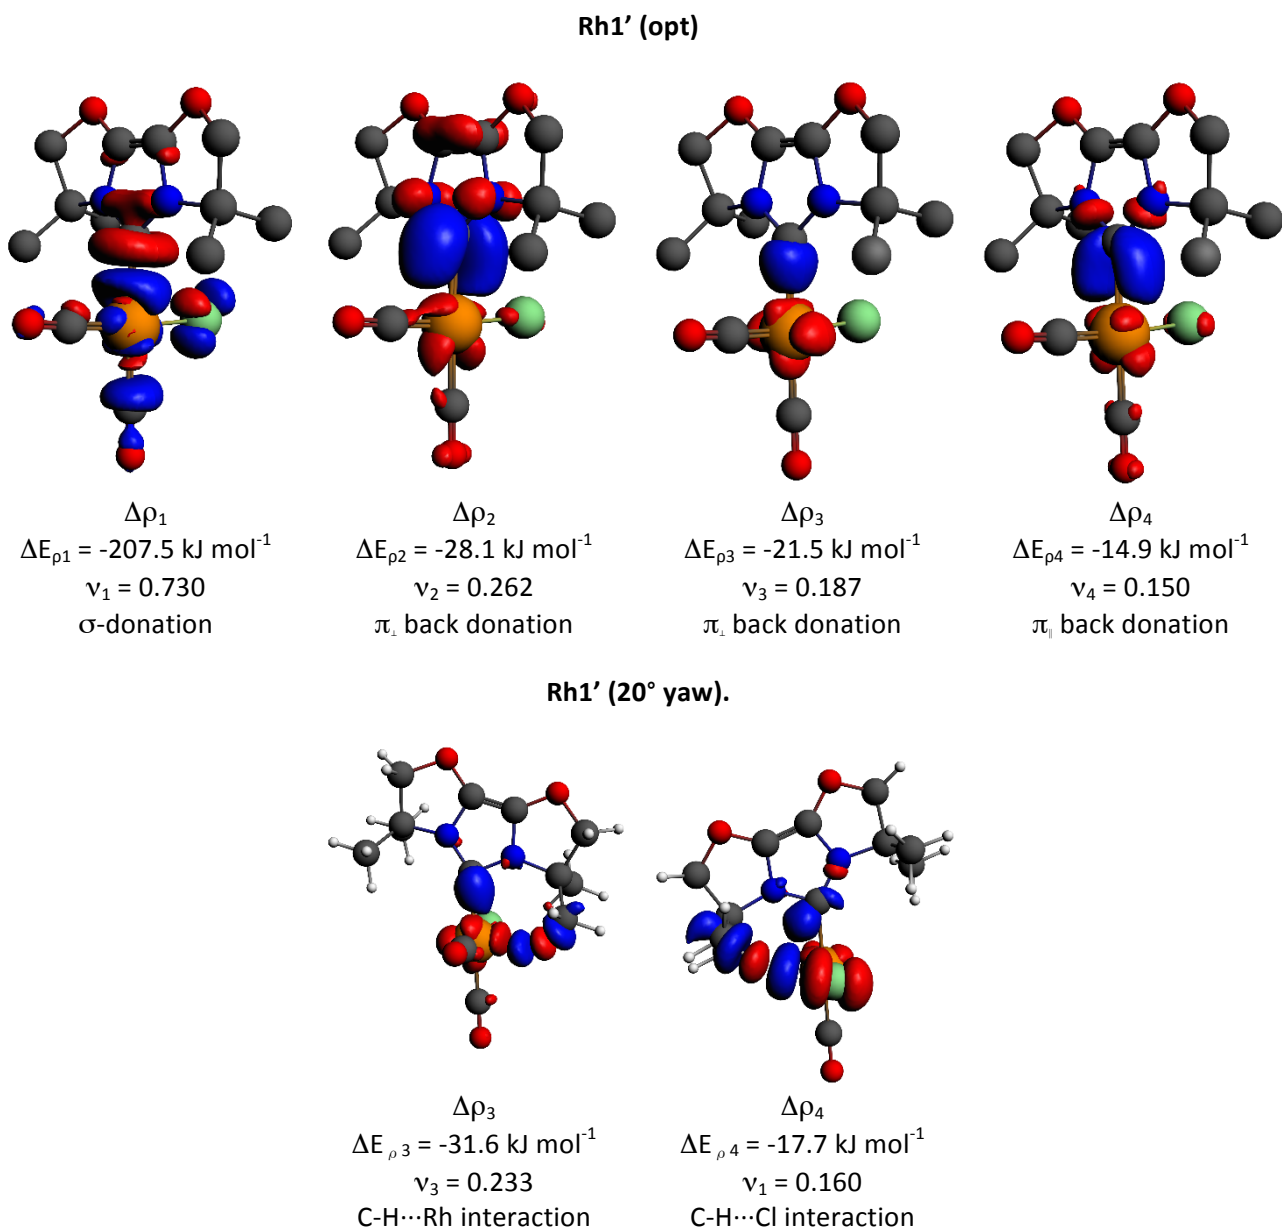 Rh1’ (opt)
Δρ₁ Δρ₂ Δρ₃ Δρ₄
ΔEρ₁ = -207.5 kJ mol⁻¹ ΔEρ₂ = -28.1 kJ mol⁻¹ ΔEρ₃ = -21.5 kJ mol⁻¹ ΔEρ₄ = -14.9 kJ mol⁻¹
ν₁ = 0.730 ν₂ = 0.262 ν₃ = 0.187 ν₄ = 0.150
σ-donation π⊥ back donation π⊥ back donation π∥ back donation
Rh1’ (20° yaw).
Δρ₃ Δρ₄
ΔE ρ 3 = -31.6 kJ mol⁻¹ ΔE ρ 4 = -17.7 kJ mol⁻¹
ν₃ = 0.233 ν₁ = 0.160
C-H···Rh interaction C-H···Cl interaction